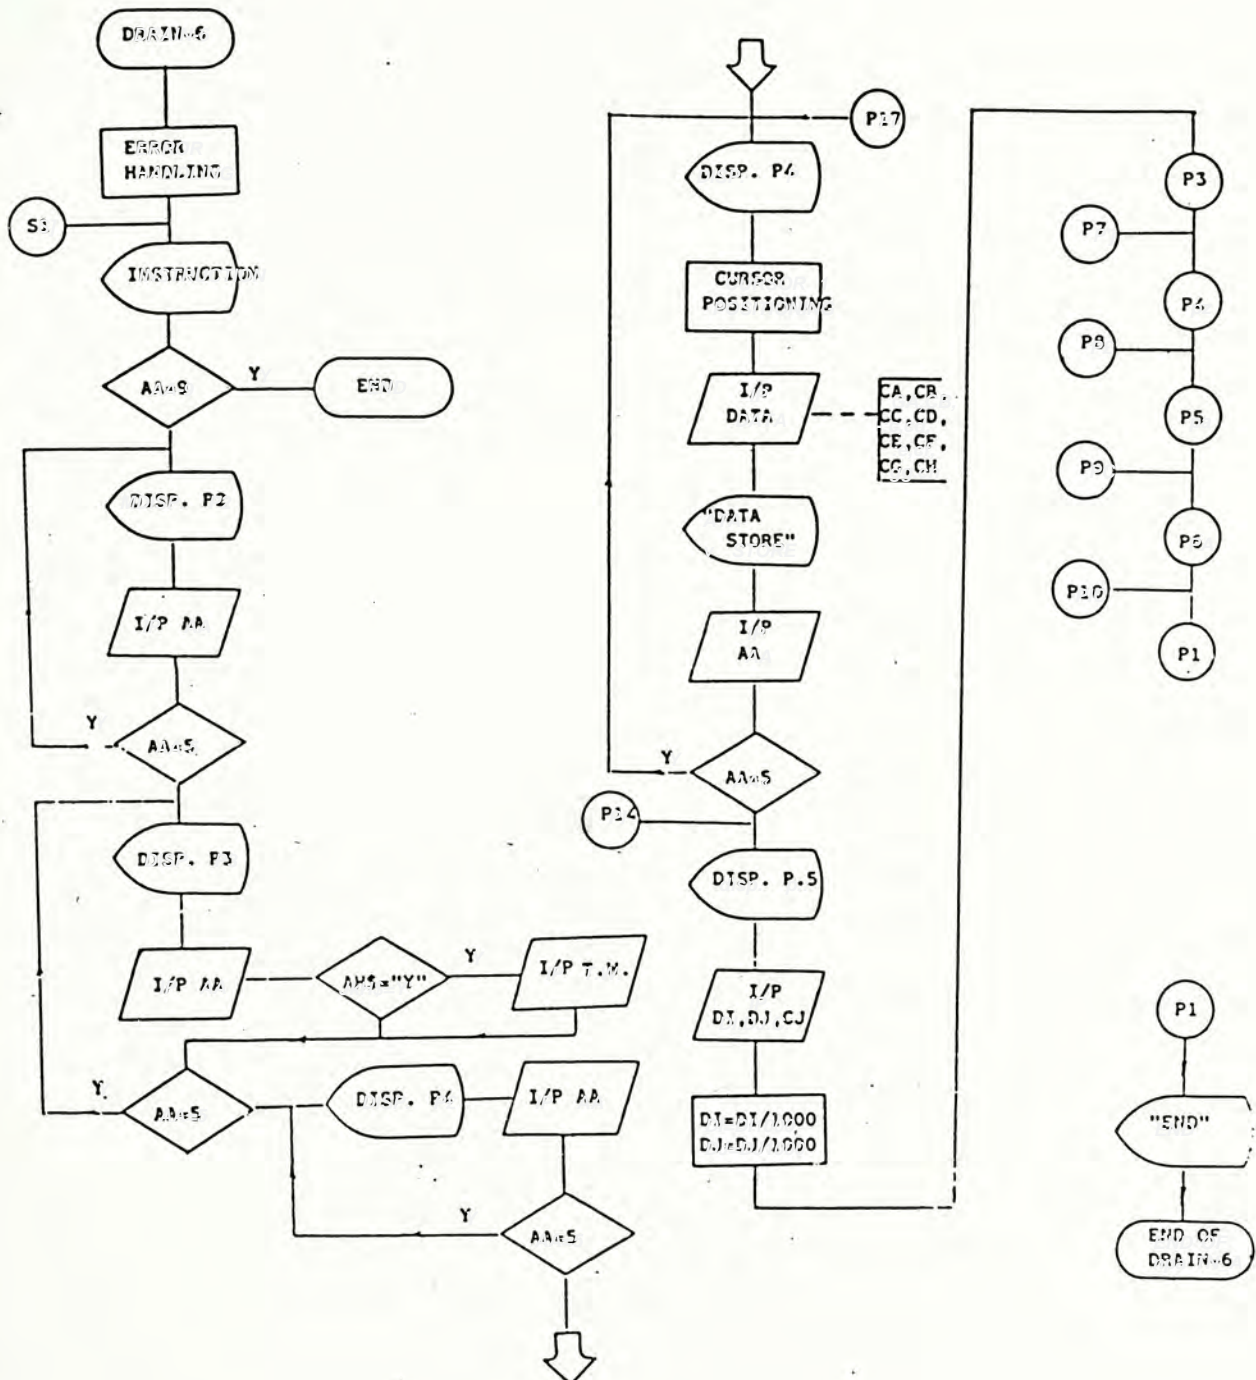 DRAIN-6
ERROR
HANDLING
S1
INSTRUCTION
AA=9
Y
END
DISP. P2
I/P AA
Y
AA=5
DISP. P3
I/P AA
Y
I/P T.M.
Y
AA=5
DISP. P4
I/P AA
Y
AA=5
P17
DISP. P4
CURSOR
POSITIONING
I/P
DATA
CA,CB,
CC,CD,
CE,CF,
CG,CH
"DATA
STORE"
I/P
AA
Y
AA=5
P14
DISP. P.5
I/P
DI,DJ,CJ
DI=DI/1000
DJ=DJ/1000
P3
P7
P4
P8
P5
P9
P6
P10
P1
P1
"END"
END OF
DRAIN-6